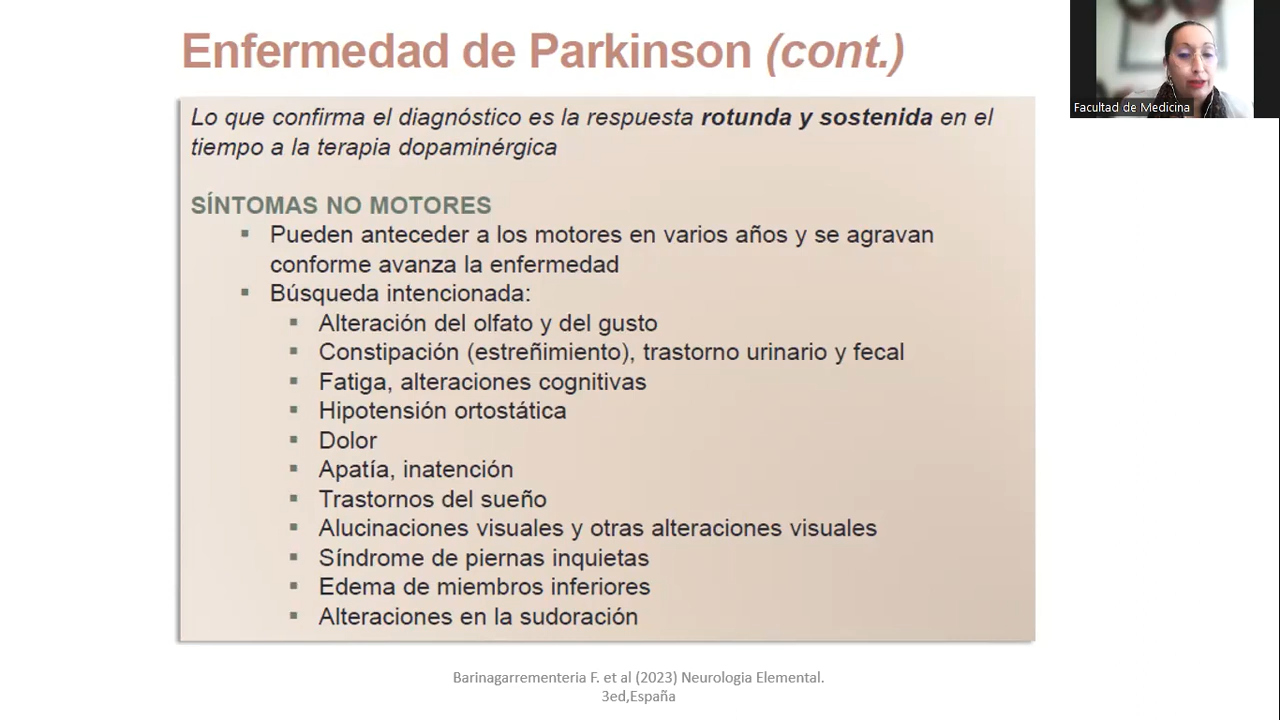 Enfermedad de Parkinson (cont.)
Facultad de Medicina
Lo que confirma el diagnóstico es la respuesta rotunda y sostenida en el
tiempo a la terapia dopaminérgica
SÍNTOMAS NO MOTORES
▪ Pueden anteceder a los motores en varios años y se agravan
conforme avanza la enfermedad
▪ Búsqueda intencionada:
▪ Alteración del olfato y del gusto
▪ Constipación (estreñimiento), trastorno urinario y fecal
▪ Fatiga, alteraciones cognitivas
▪ Hipotensión ortostática
▪ Dolor
▪ Apatía, inatención
▪ Trastornos del sueño
▪ Alucinaciones visuales y otras alteraciones visuales
▪ Síndrome de piernas inquietas
▪ Edema de miembros inferiores
▪ Alteraciones en la sudoración
Barinagarrementeria F. et al (2023) Neurologia Elemental.
3ed,España